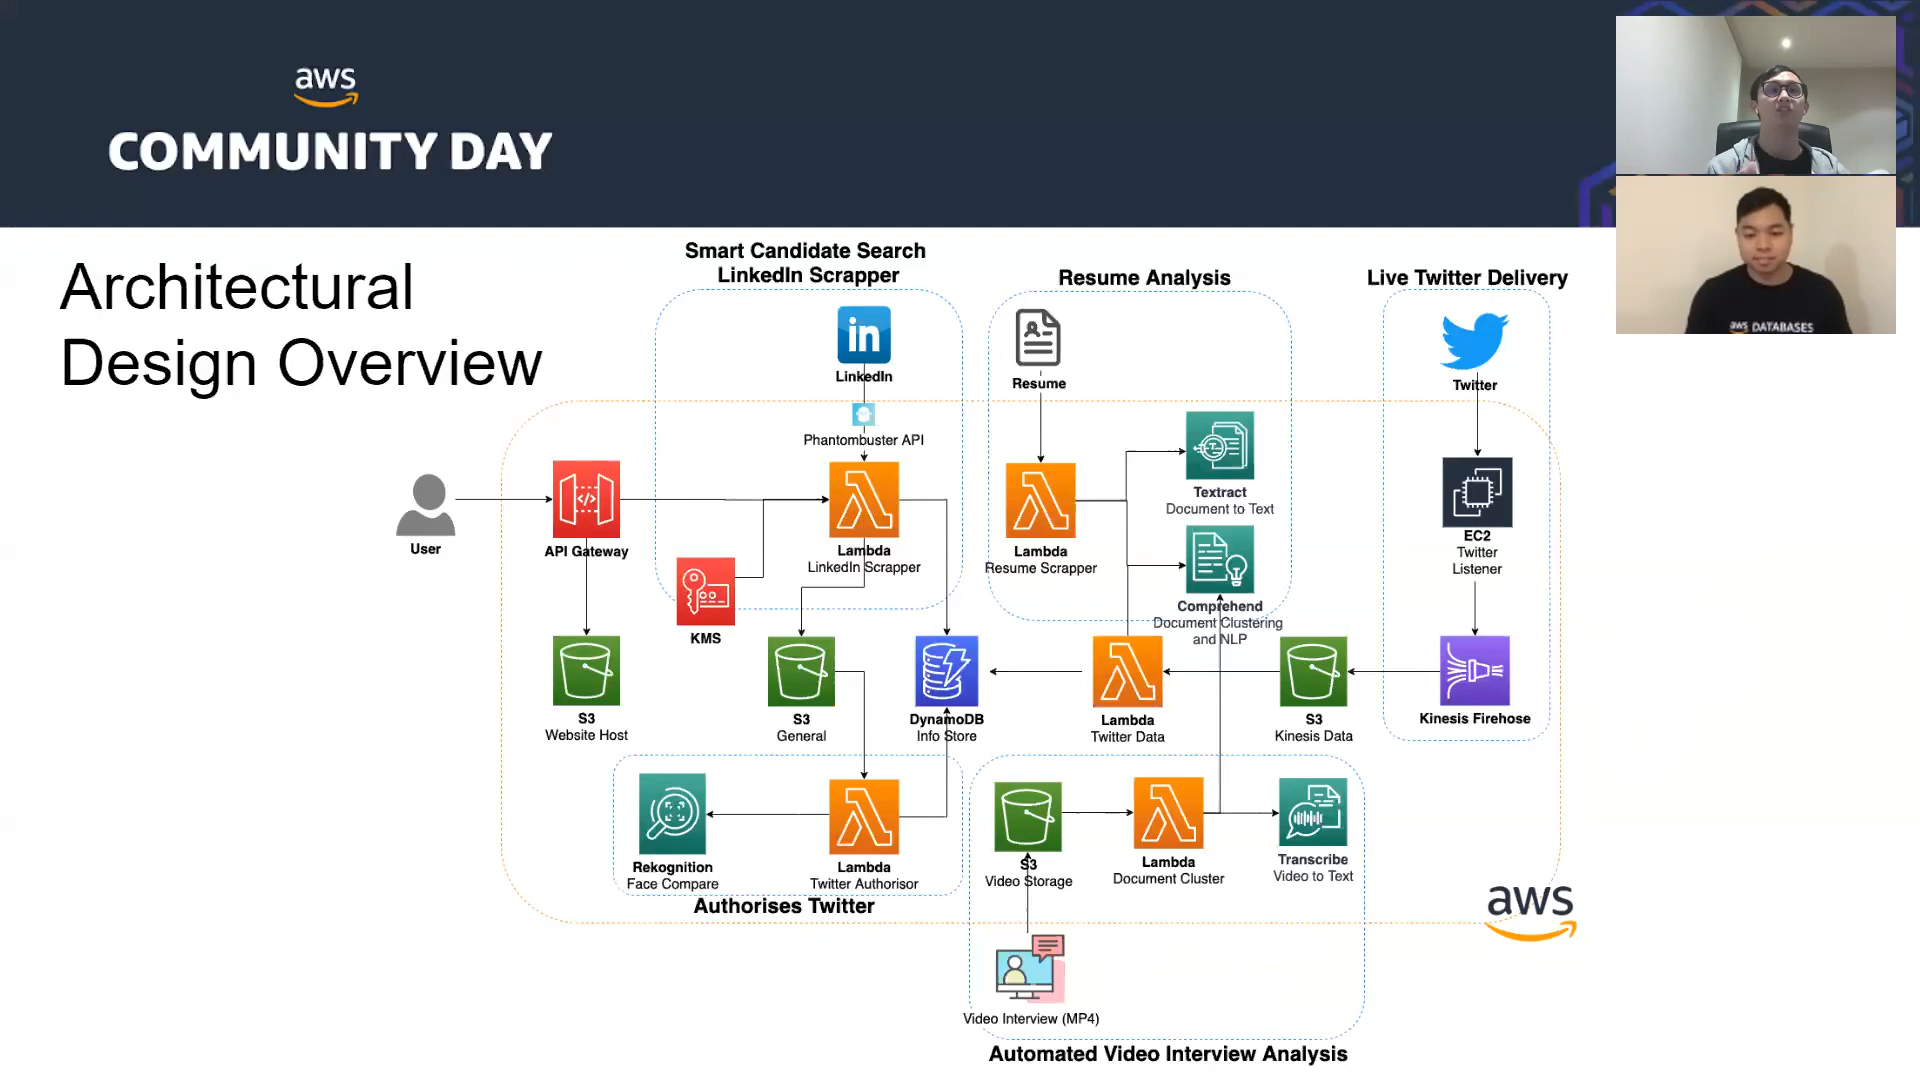 aws
COMMUNITY DAY
Architectural
Design Overview
Smart Candidate Search
LinkedIn Scrapper
Resume Analysis
Live Twitter Delivery
in
LinkedIn
Resume
Twitter
Phantombuster API
Textract
Document to Text
User
API Gateway
Lambda
LinkedIn Scrapper
Lambda
Resume Scrapper
EC2
Twitter
Listener
KMS
Comprehend
Document Clustering
and NLP
S3
Website Host
S3
General
DynamoDB
Info Store
Lambda
Twitter Data
S3
Kinesis Data
Kinesis Firehose
Rekognition
Face Compare
Lambda
Twitter Authorisor
Authorises Twitter
S3
Video Storage
Lambda
Document Cluster
Transcribe
Video to Text
aws
Video Interview (MP4)
Automated Video Interview Analysis
aws DATABASES